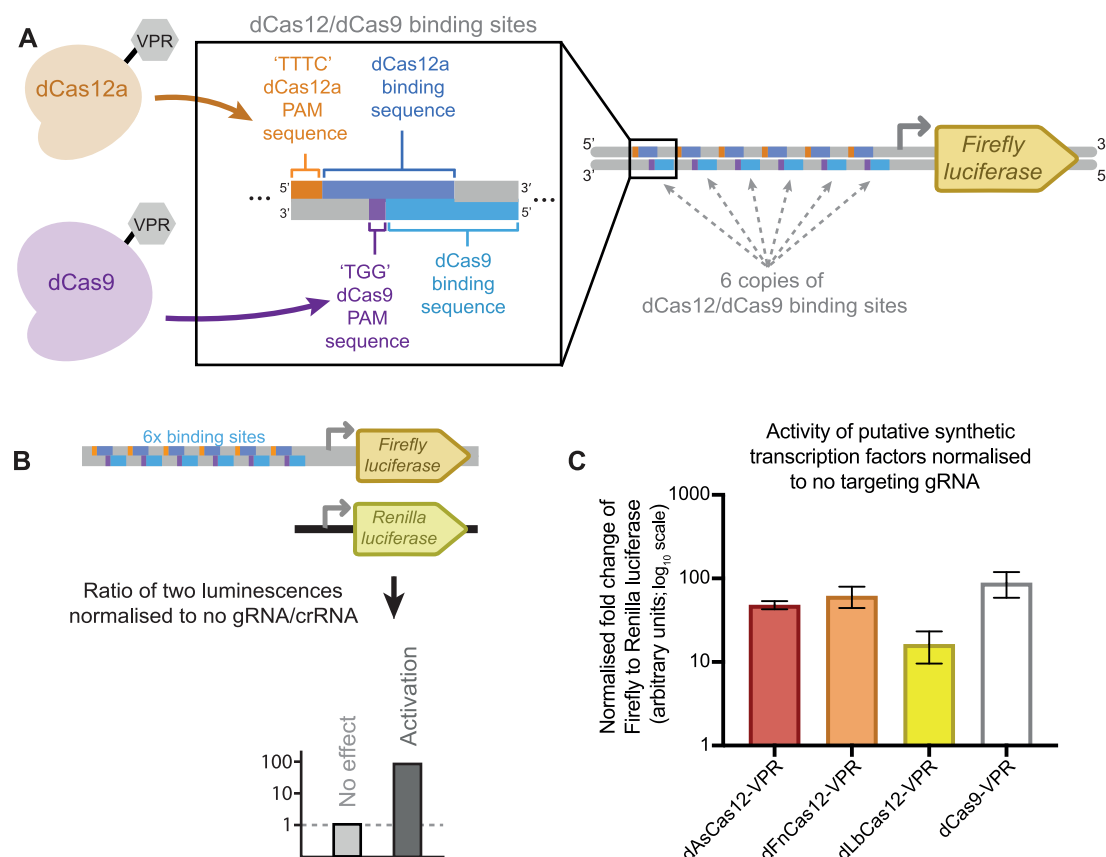 A
dCas12/dCas9 binding sites
VPR
dCas12a
'TTTC'
dCas12a
PAM
sequence
dCas12a
binding
sequence
5'
3'
3'
5'
...
...
VPR
dCas9
'TGG'
dCas9
PAM
sequence
dCas9
binding
sequence
5'
3'
3
5
Firefly
luciferase
6 copies of
dCas12/dCas9 binding sites
B
6x binding sites
Firefly
luciferase
Renilla
luciferase
Ratio of two luminescences
normalised to no gRNA/crRNA
No effect
Activation
100
10
1
C
Activity of putative synthetic
transcription factors normalised
to no targeting gRNA
Normalised fold change of
Firefly to Renilla luciferase
(arbitrary units; log10 scale)
1000
100
10
1
dAsCas12-VPR
dFnCas12-VPR
dLbCas12-VPR
dCas9-VPR